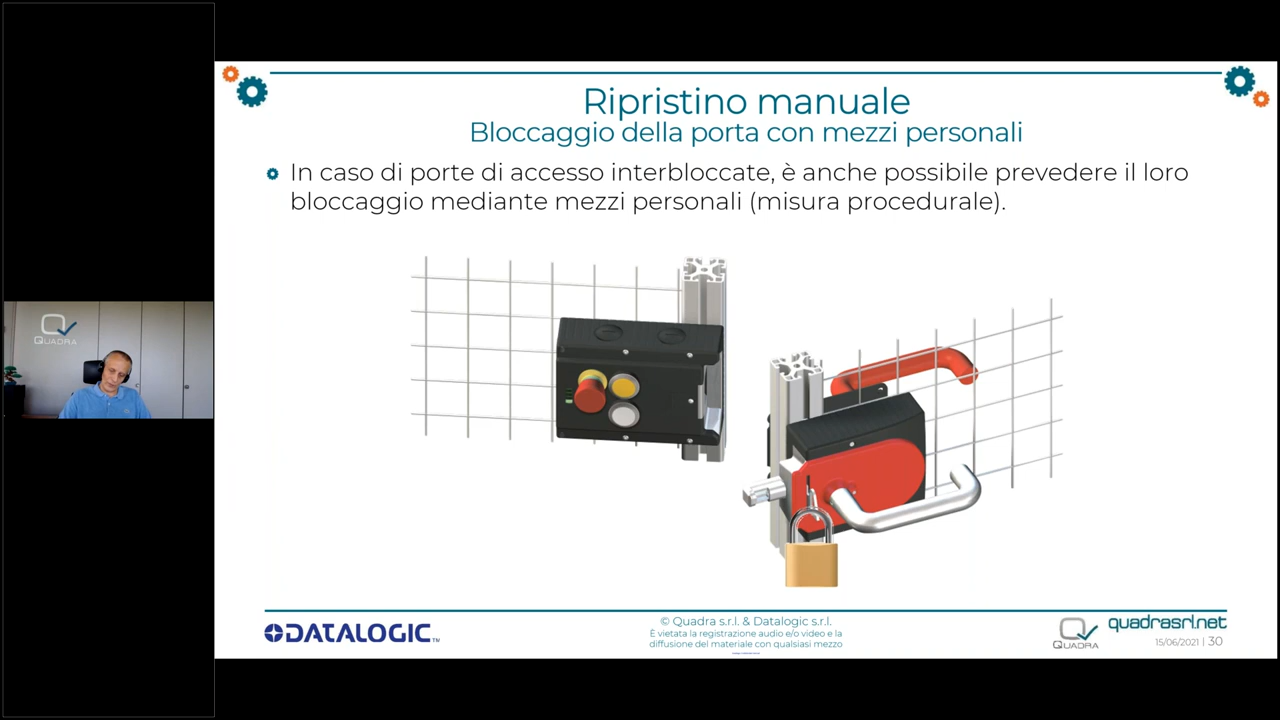 Ripristino manuale
Bloccaggio della porta con mezzi personali
In caso di porte di accesso interbloccate, è anche possibile prevedere il loro
bloccaggio mediante mezzi personali (misura procedurale).
QUADRA
DATALOGIC™
© Quadra s.r.l. & Datalogic s.r.l.
È vietata la registrazione audio e/o video e la
diffusione del materiale con qualsiasi mezzo
QUADRA
quadrasrl.net
15/06/2021 | 30